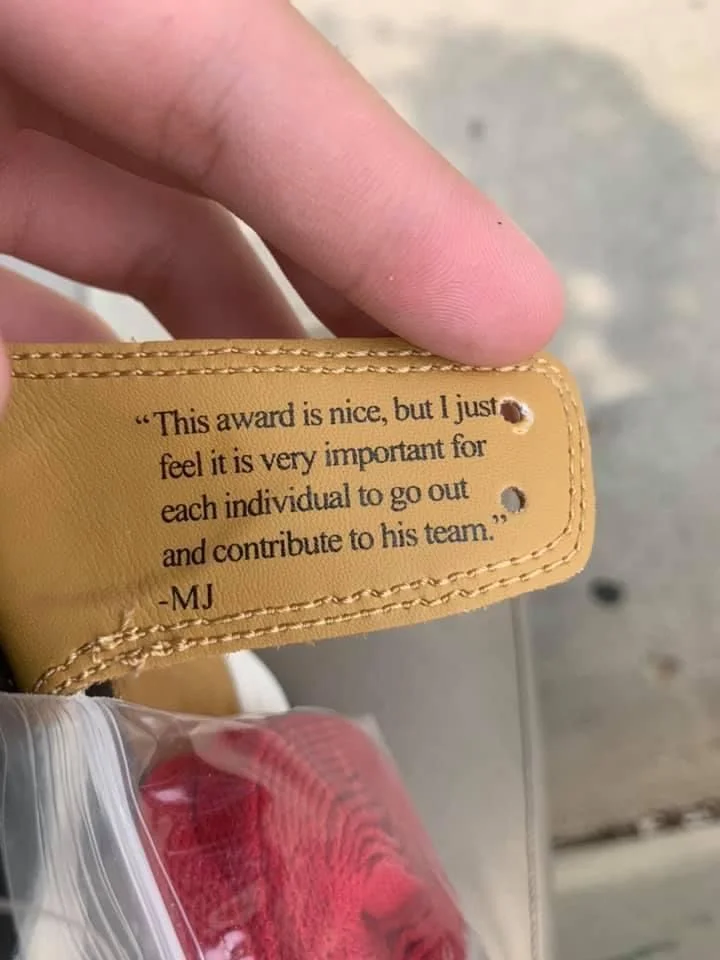 “This award is nice, but I just
feel it is very important for
each individual to go out
and contribute to his team.”
-MJ